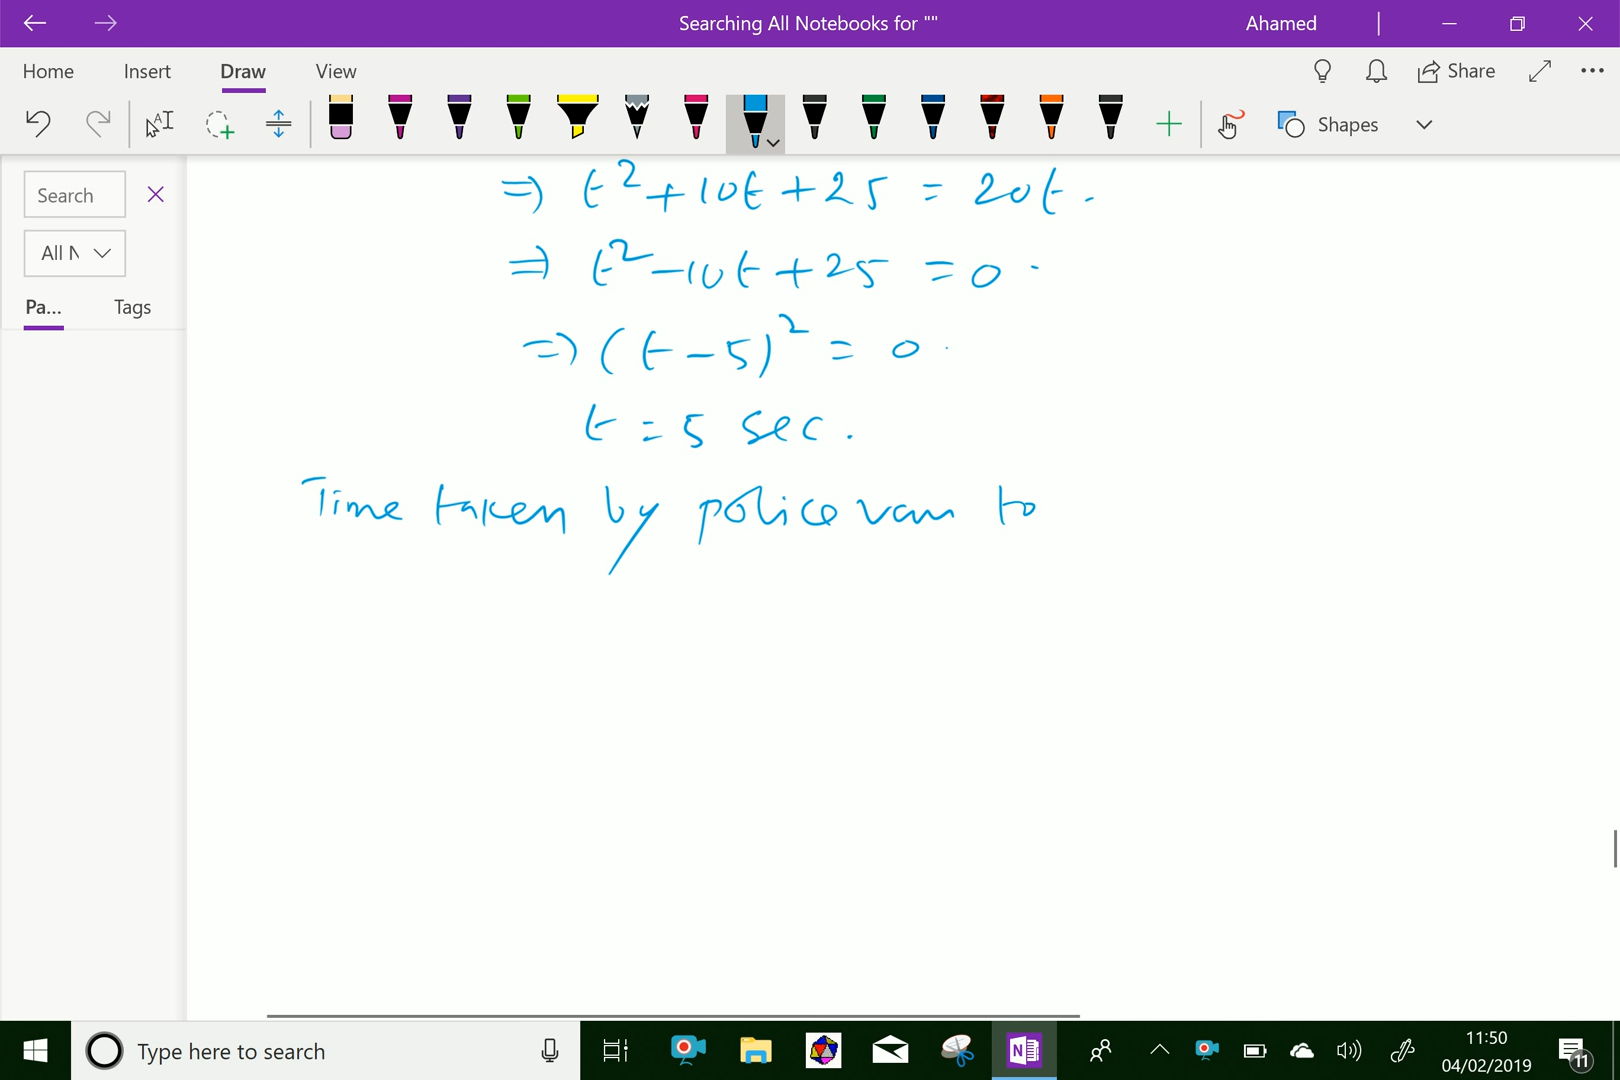 Searching All Notebooks for ""
Ahamed
Home Insert Draw View
Share
Shapes
Search
All N
Pa... Tags
⇒ t² + 10t + 25 = 20t.
⇒ t² - 10t + 25 = 0.
⇒ (t - 5)² = 0.
t = 5 sec.
Time taken by police van to
Type here to search
N
11:50
04/02/2019
11